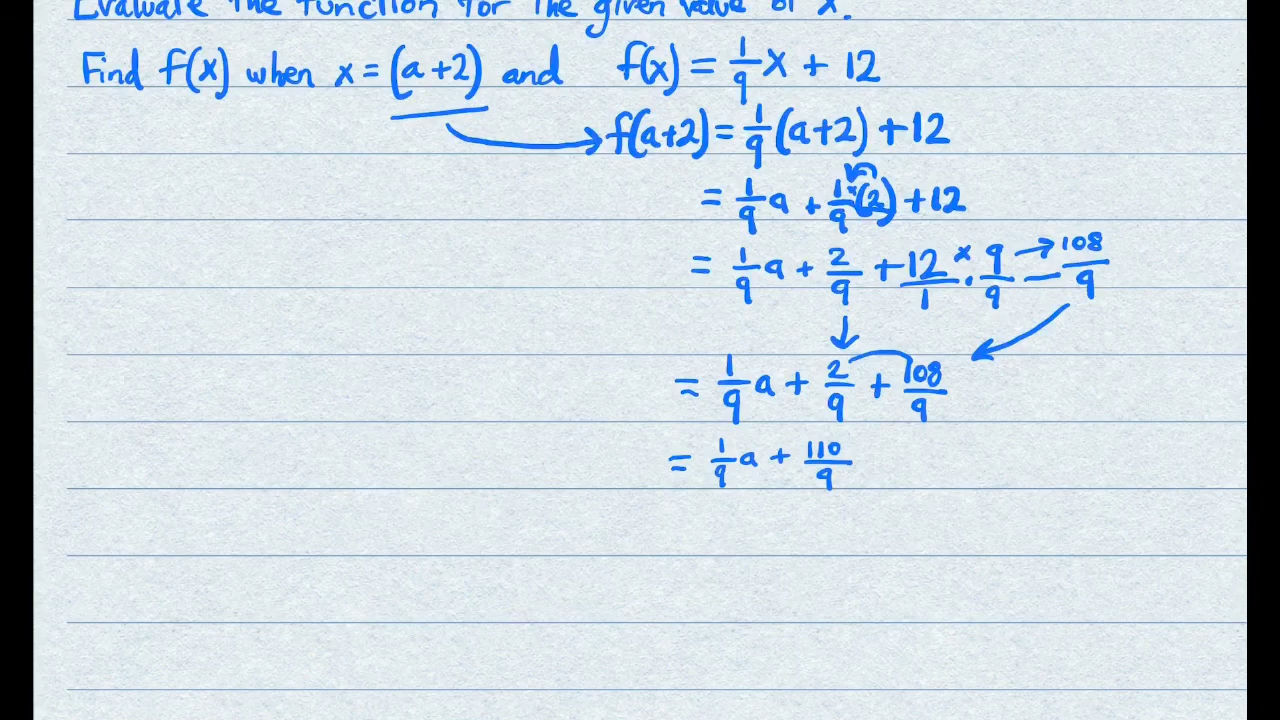 Evaluate the function for the given value of x.
Find f(x) when x = (a+2) and f(x) = 1/9 x + 12
f(a+2) = 1/9 (a+2) + 12
= 1/9 a + 1/9 × (2) + 12
= 1/9 a + 2/9 + 12/1 × · 9/9 → 108/9
= 1/9 a + 2/9 + 108/9
= 1/9 a + 110/9